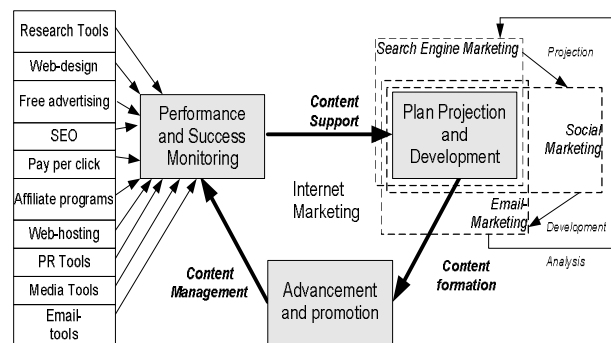 Research Tools
Web-design
Free advertising
SEO
Pay per click
Affiliate programs
Web-hosting
PR Tools
Media Tools
Email-
tools
Performance
and Success
Monitoring
Content
Support
Search Engine Marketing
Plan Projection
and
Development
Projection
Social
Marketing
Email-
Marketing
Development
Analysis
Internet
Marketing
Content
Management
Advancement
and promotion
Content
formation